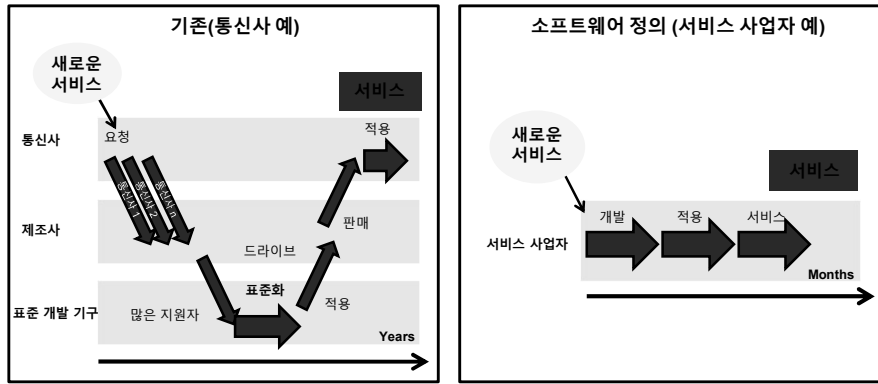 기존(통신사 예)
새로운
서비스
서비스
통신사
요청
적용
통신사 1
통신사 2
통신사 n
제조사
드라이브
판매
표준 개발 기구
많은 지원자
표준화
적용
Years
소프트웨어 정의 (서비스 사업자 예)
새로운
서비스
서비스
서비스 사업자
개발
적용
서비스
Months